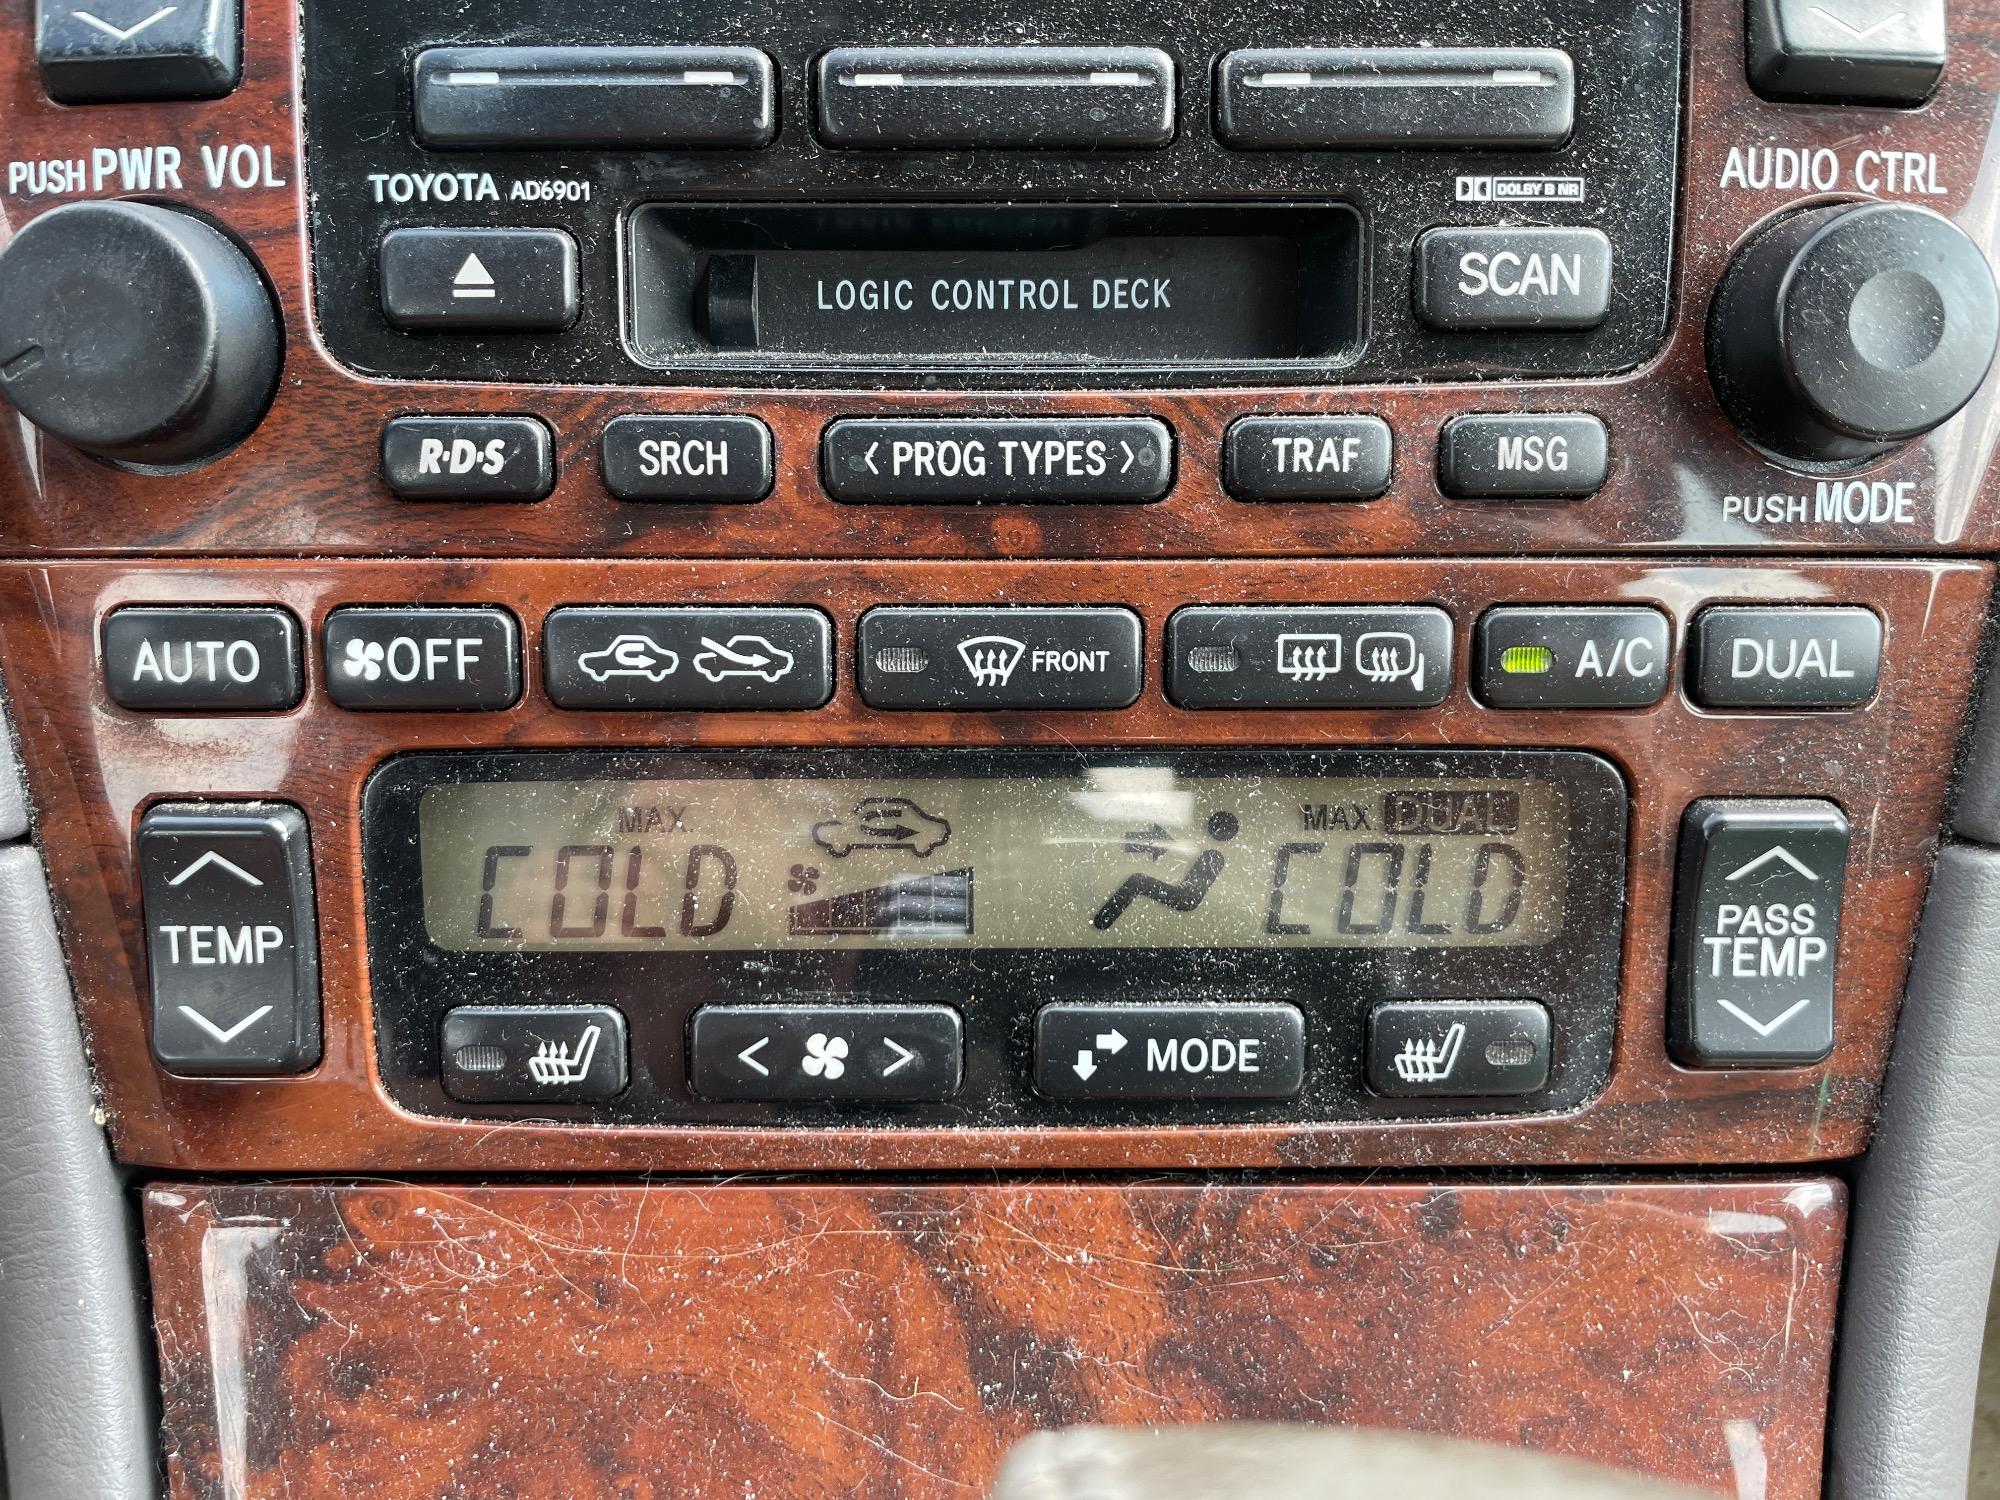 PUSH PWR VOL
TOYOTA AD6901
DOLBY B NR
AUDIO CTRL
LOGIC CONTROL DECK
SCAN
R·D·S
SRCH
< PROG TYPES >
TRAF
MSG
PUSH MODE
AUTO
OFF
FRONT
A/C
DUAL
MAX.
COLD
MAX. DUAL
COLD
TEMP
PASS
TEMP
< >
MODE